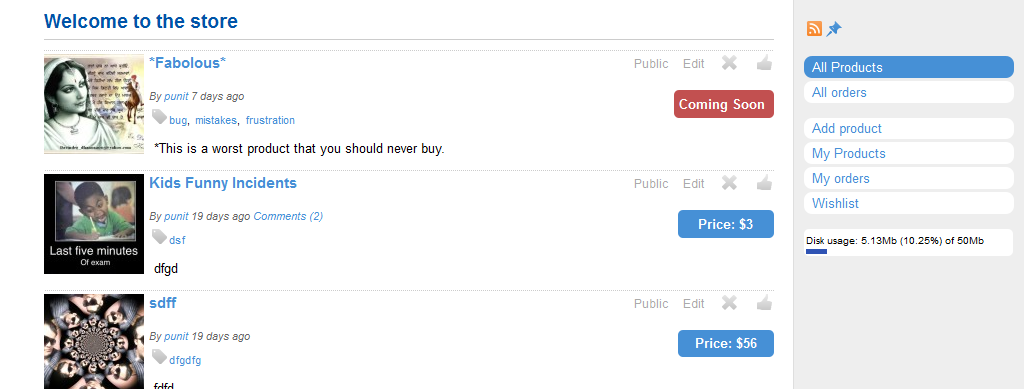 Welcome to the store
*Fabolous*
Public Edit
By punit 7 days ago
Coming Soon
bug, mistakes, frustration
*This is a worst product that you should never buy.
Kids Funny Incidents
Public Edit
By punit 19 days ago Comments (2)
Price: $3
dsf
Last five minutes
Of exam
dfgd
sdff
Public Edit
By punit 19 days ago
Price: $56
dfgdfg
fdfd
All Products
All orders
Add product
My Products
My orders
Wishlist
Disk usage: 5.13Mb (10.25%) of 50Mb